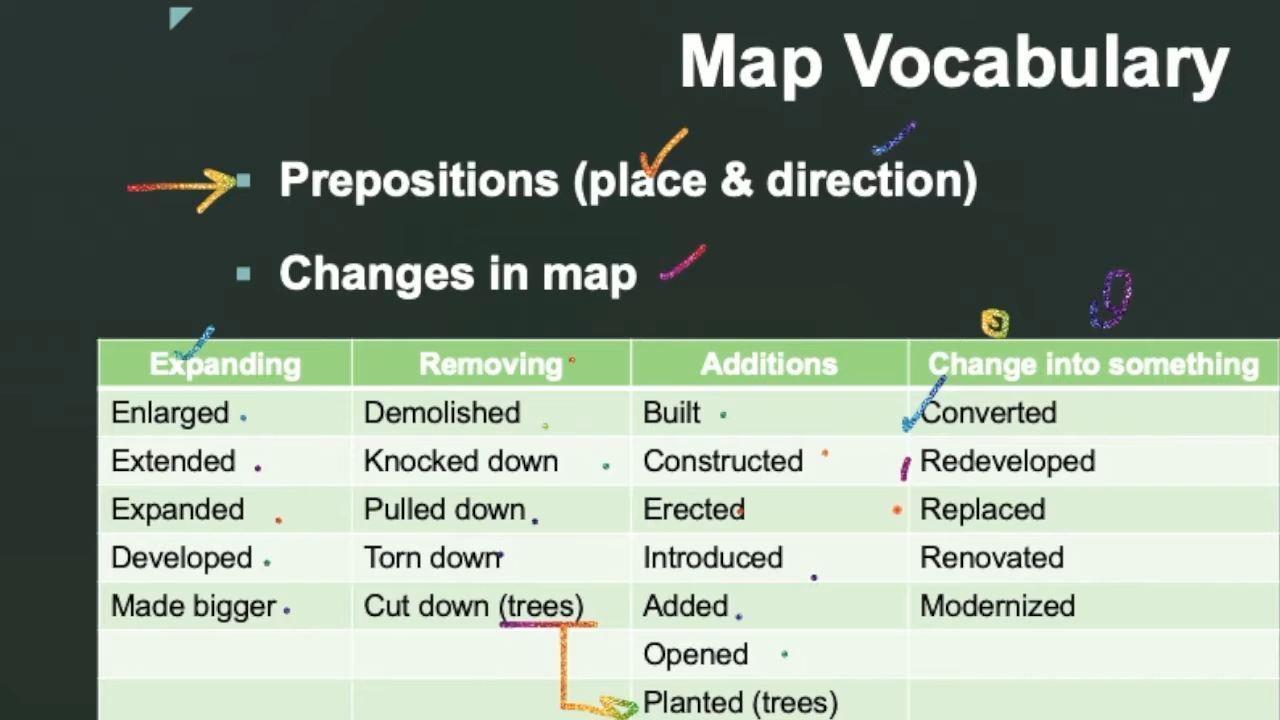 Map Vocabulary
Prepositions (place & direction)
Changes in map
Expanding Removing Additions Change into something
Enlarged Demolished Built Converted
Extended Knocked down Constructed Redeveloped
Expanded Pulled down Erected Replaced
Developed Torn down Introduced Renovated
Made bigger Cut down (trees) Added Modernized
Opened
Planted (trees)